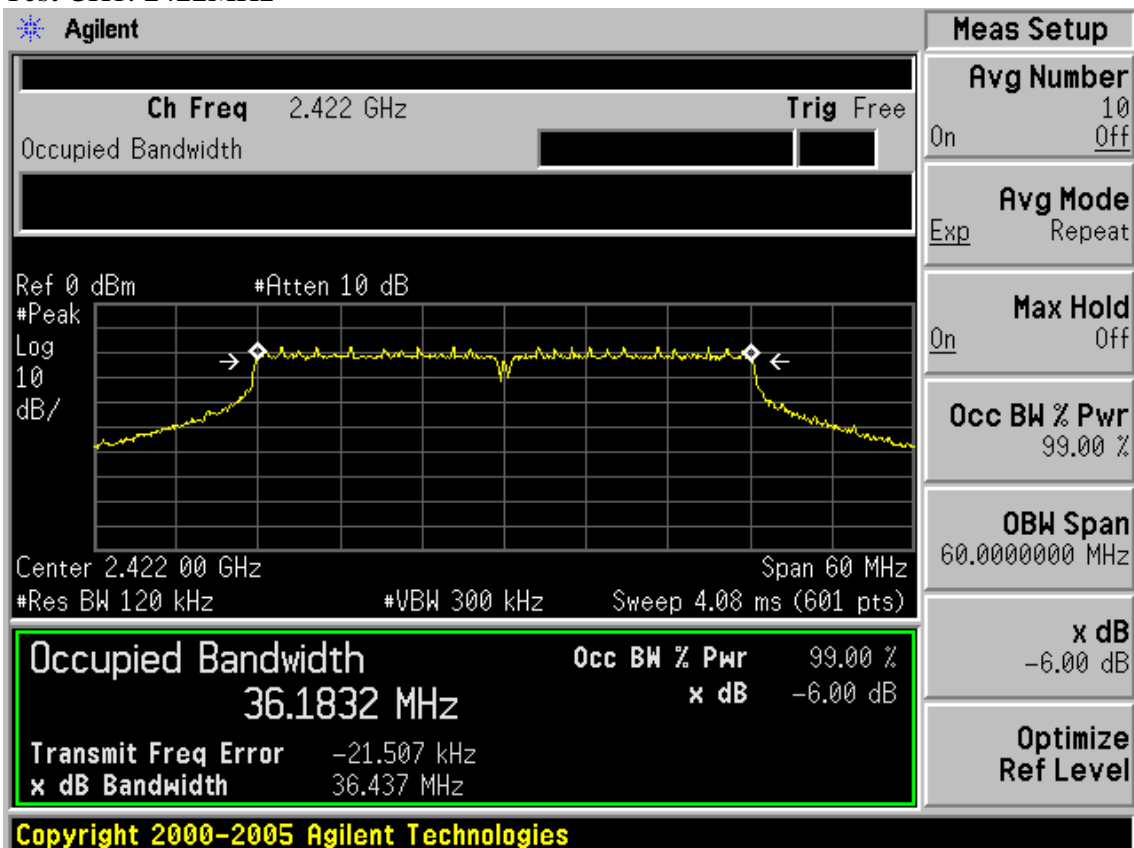 Agilent
Ch Freq 2.422 GHz Trig Free
Occupied Bandwidth
Ref 0 dBm #Atten 10 dB
#Peak
Log
10
dB/
Center 2.422 00 GHz Span 60 MHz
#Res BW 120 kHz #VBW 300 kHz Sweep 4.08 ms (601 pts)
Occupied Bandwidth Occ BW % Pwr 99.00 %
36.1832 MHz x dB -6.00 dB
Transmit Freq Error -21.507 kHz
x dB Bandwidth 36.437 MHz
Copyright 2000-2005 Agilent Technologies
Meas Setup
Avg Number
10
On Off
Avg Mode
Exp Repeat
Max Hold
On Off
Occ BW % Pwr
99.00 %
OBW Span
60.0000000 MHz
x dB
-6.00 dB
Optimize
Ref Level